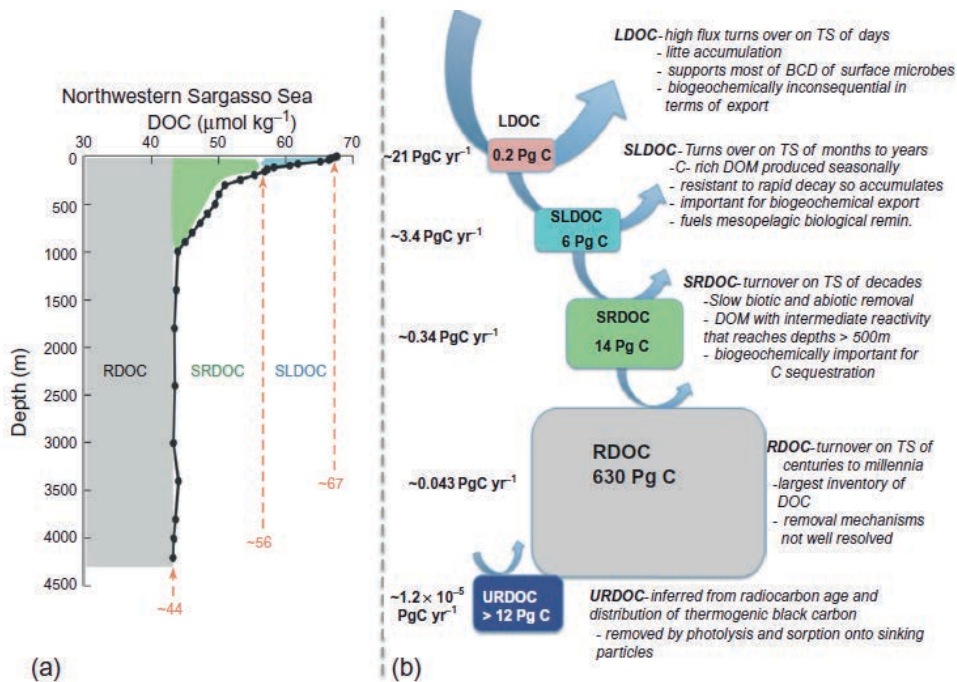 Northwestern Sargasso Sea
DOC (μmol kg⁻¹)
30 40 50 60 70
0
500
1000
1500
2000
2500
3000
3500
4000
4500
Depth (m)
RDOC
SRDOC
SLDOC
~67
~56
~44
(a)
LDOC
0.2 Pg C
~21 PgC yr⁻¹
LDOC- high flux turns over on TS of days
- litte accumulation
- supports most of BCD of surface microbes
- biogeochemically inconsequential in
terms of export
SLDOC
6 Pg C
~3.4 PgC yr⁻¹
SLDOC- Turns over on TS of months to years
-C- rich DOM produced seasonally
- resistant to rapid decay so accumulates
- important for biogeochemical export
- fuels mesopelagic biological remin.
SRDOC
14 Pg C
~0.34 PgC yr⁻¹
SRDOC- turnover on TS of decades
-Slow biotic and abiotic removal
- DOM with intermediate reactivity
that reaches depths > 500m
- biogeochemically important for
C sequestration
RDOC
630 Pg C
~0.043 PgC yr⁻¹
RDOC-turnover on TS of
centuries to millennia
-largest inventory of
DOC
- removal mechanisms
not well resolved
URDOC
> 12 Pg C
~1.2 × 10⁻⁵
PgC yr⁻¹
URDOC- inferred from radiocarbon age and
distribution of thermogenic black carbon
- removed by photolysis and sorption onto sinking
particles
(b)